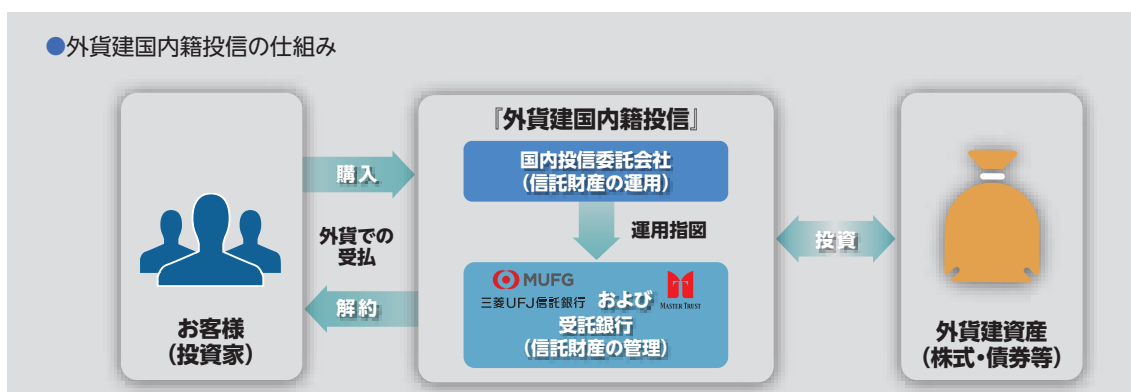 ●外貨建国内籍投信の仕組み
お客様
（投資家）
購入
外貨での
受払
解約
『外貨建国内籍投信』
国内投信委託会社
（信託財産の運用）
運用指図
MUFG
三菱UFJ信託銀行 および MASTER TRUST
受託銀行
（信託財産の管理）
投資
外貨建資産
（株式・債券等）